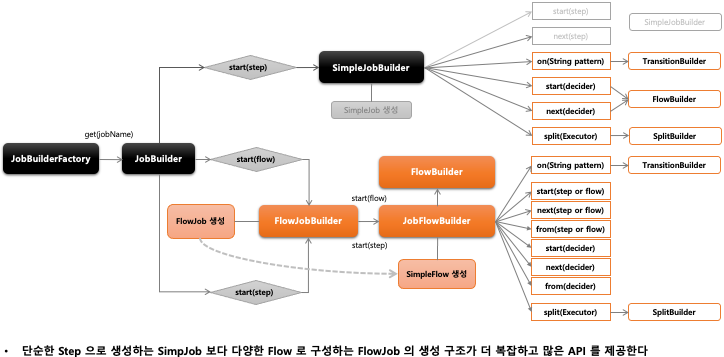 start(step)
SimpleJobBuilder
next(step)
on(String pattern)
TransitionBuilder
start(step)
SimpleJobBuilder
start(decider)
FlowBuilder
next(decider)
SimpleJob 생성
split(Executor)
SplitBuilder
get(jobName)
JobBuilderFactory
JobBuilder
start(flow)
FlowBuilder
on(String pattern)
TransitionBuilder
start(flow)
start(step or flow)
FlowJob 생성
FlowJobBuilder
JobFlowBuilder
next(step or flow)
from(step or flow)
start(step)
start(decider)
SimpleFlow 생성
next(decider)
start(step)
from(decider)
split(Executor)
SplitBuilder
• 단순한 Step 으로 생성하는 SimpJob 보다 다양한 Flow 로 구성하는 FlowJob 의 생성 구조가 더 복잡하고 많은 API 를 제공한다